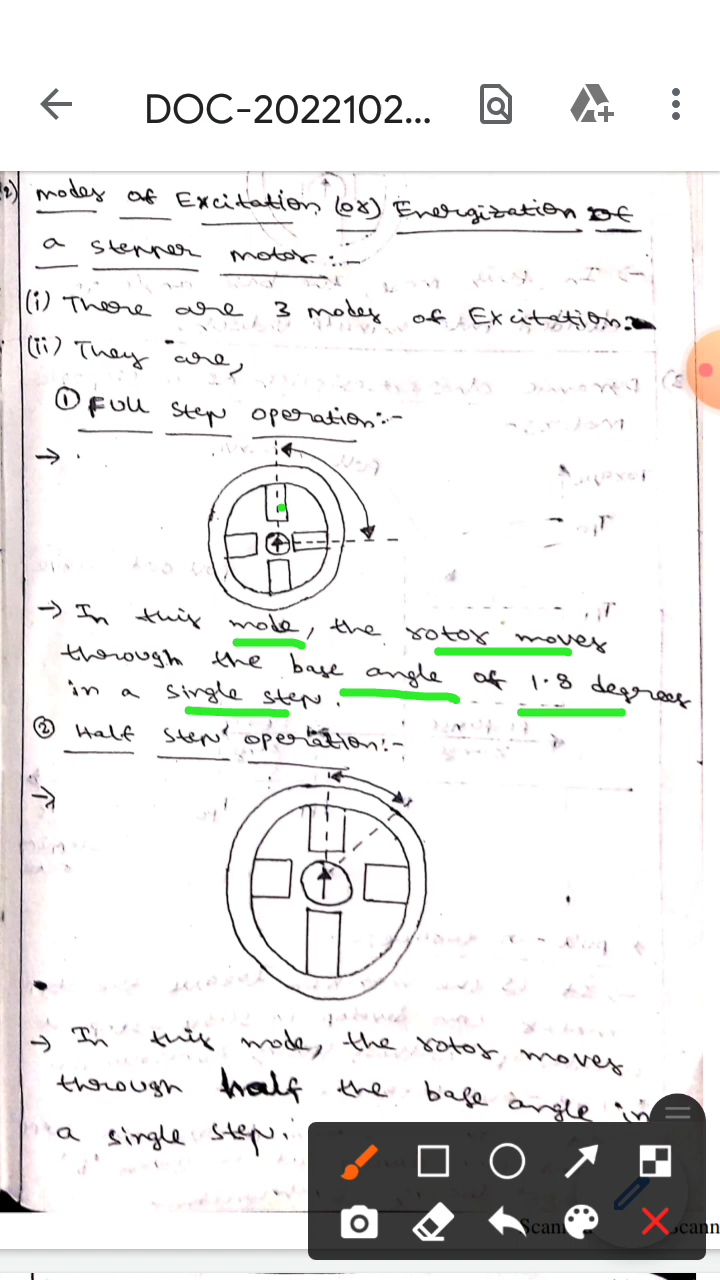 DOC-2022102...
2) modes of Excitation (or) Energization of
a stepper motor :-
(i) There are 3 modes of Excitation:-
(ii) They are,
① Full step operation:-
→
→ In this mode, the rotor moves
through the base angle of 1.8 degrees
in a single step.
② Half step operation:-
→
→ In this mode, the rotor moves
through half the base angle in
a single step.